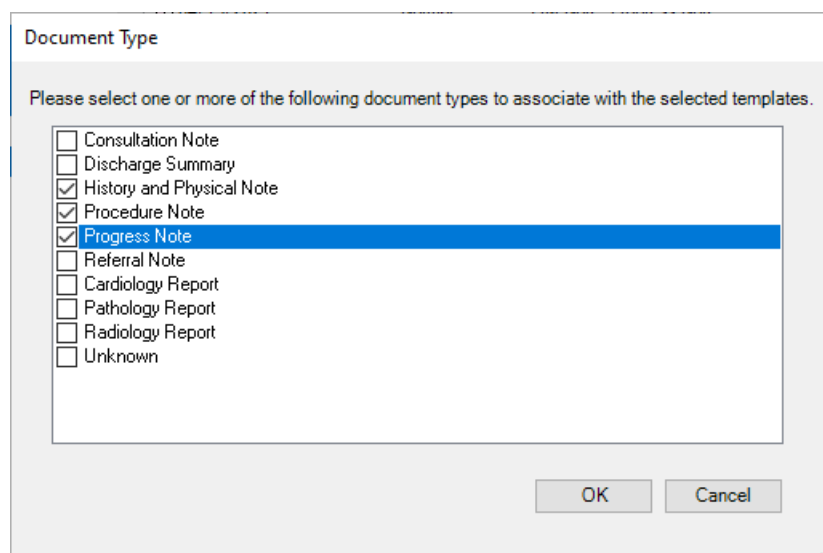 Document Type
Please select one or more of the following document types to associate with the selected templates.
Consultation Note
Discharge Summary
History and Physical Note
Procedure Note
Progress Note
Referral Note
Cardiology Report
Pathology Report
Radiology Report
Unknown
OK
Cancel